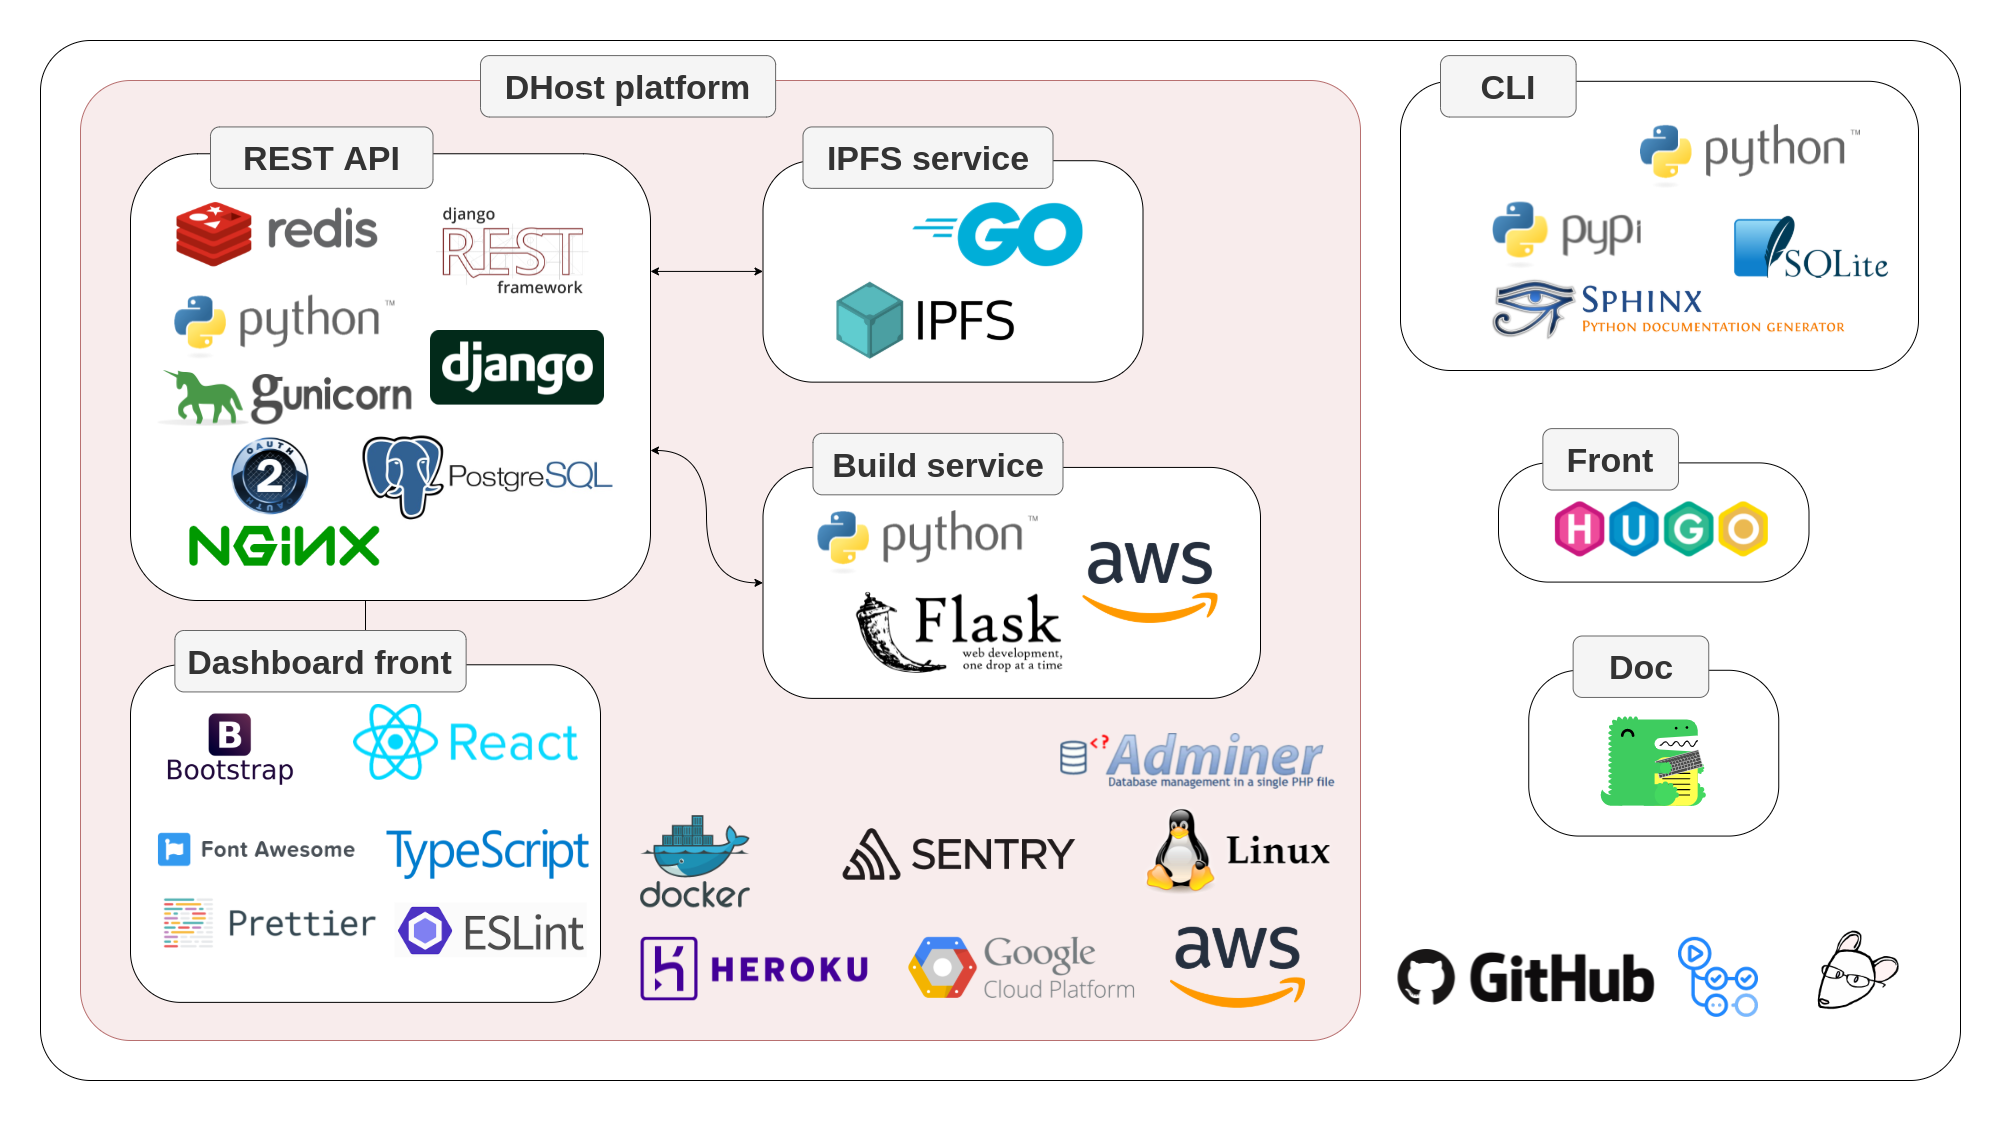 DHost platform
REST API
redis
django
REST
framework
python™
gunicorn
django
OAUTH
2
OAUTH
PostgreSQL
NGINX
IPFS service
GO
IPFS
Build service
python™
aws
Flask
web development,
one drop at a time
Dashboard front
B
Bootstrap
React
Font Awesome
TypeScript
Prettier
ESLint
<?
Adminer
Database management in a single PHP file
docker
SENTRY
Linux
HEROKU
Google
Cloud Platform
aws
CLI
python™
pypi
SQLite
SPHINX
PYTHON DOCUMENTATION GENERATOR
Front
HUGO
Doc
GitHub